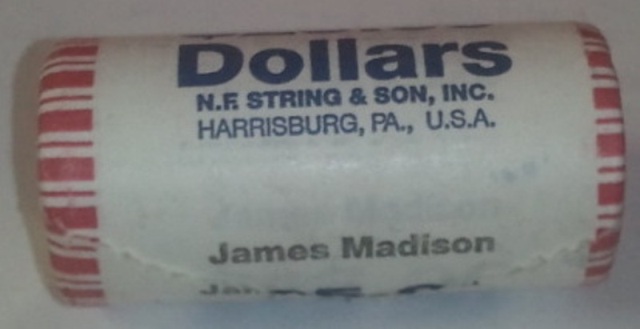 Dollars
N.F. STRING & SON, INC.
HARRISBURG, PA., U.S.A.
James Madison